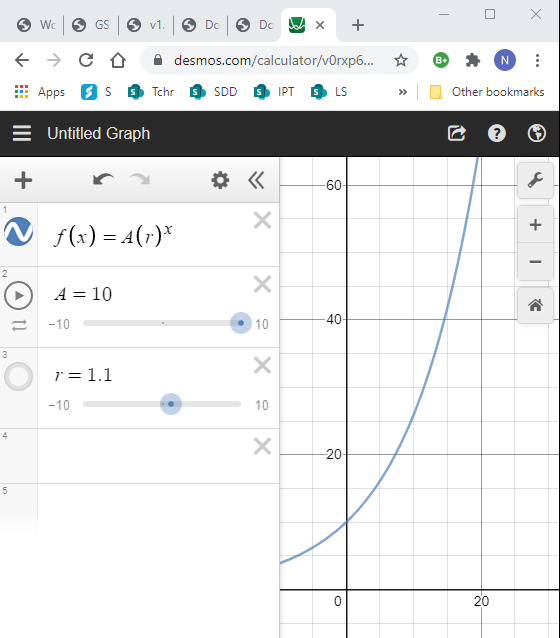 Wc
GS
v1.
Dc
Dc
desmos.com/calculator/v0rxp6...
B+
N
Apps
S
S
S Tchr
S SDD
S IPT
S LS
»
Other bookmarks
Untitled Graph
?
1
f(x) = A(r)^x
2
A = 10
−10
10
3
r = 1.1
−10
10
4
5
60
40
20
0
20